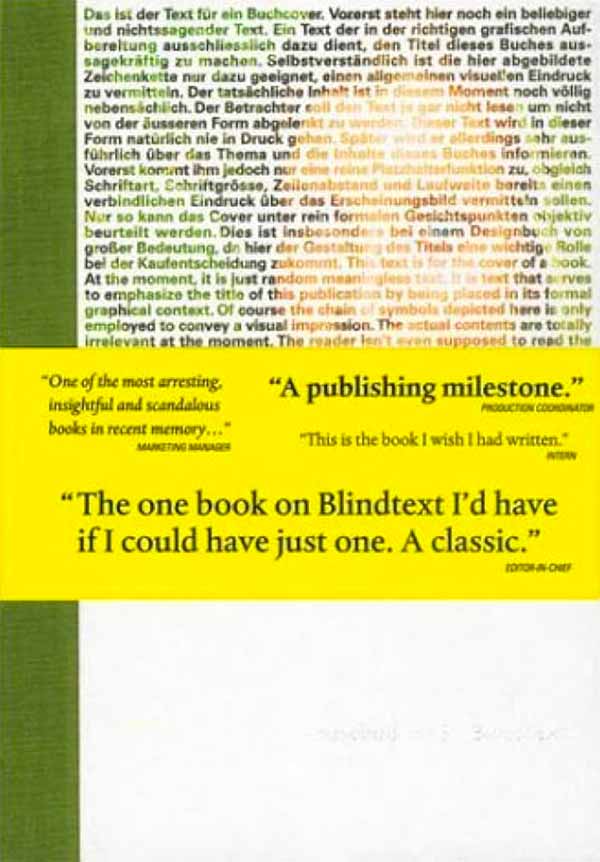 Das ist der Text für ein Buchcover. Vorerst steht hier noch ein beliebiger
und nichtssagender Text. Ein Text der in der richtigen grafischen Auf-
bereitung ausschliesslich dazu dient, den Titel dieses Buches aus-
sagekräftig zu machen. Selbstverständlich ist die hier abgebildete
Zeichenkette nur dazu geeignet, einen allgemeinen visuellen Eindruck
zu vermitteln. Der tatsächliche Inhalt ist in diesem Moment noch völlig
nebensächlich. Der Betrachter soll den Text ja gar nicht lesen um nicht
von der äusseren Form abgelenkt zu werden. Dieser Text wird in dieser
Form natürlich nie in Druck gehen. Später wird er allerdings sehr aus-
führlich über das Thema und die Inhalte dieses Buches informieren.
Vorerst kommt ihm jedoch nur eine reine Platzhalterfunktion zu, obgleich
Schriftart, Schriftgrösse, Zeilenabstand und Laufweite bereits einen
verbindlichen Eindruck über das Erscheinungsbild vermitteln sollen.
Nur so kann das Cover unter rein formalen Gesichtspunkten objektiv
beurteilt werden. Dies ist insbesondere bei einem Designbuch von
großer Bedeutung, da hier der Gestaltung des Titels eine wichtige Rolle
bei der Kaufentscheidung zukommt. This text is for the cover of a book.
At the moment, it is just random meaningless text. It is text that serves
to emphasize the title of this publication by being placed in its formal
graphical context. Of course the chain of symbols depicted here is only
employed to convey a visual impression. The actual contents are totally
irrelevant at the moment. The reader isn't even supposed to read the
“One of the most arresting,
insightful and scandalous
books in recent memory…”
MARKETING MANAGER
“A publishing milestone.”
PRODUCTION COORDINATOR
“This is the book I wish I had written.”
INTERN
“The one book on Blindtext I’d have
if I could have just one. A classic.”
EDITOR-IN-CHIEF